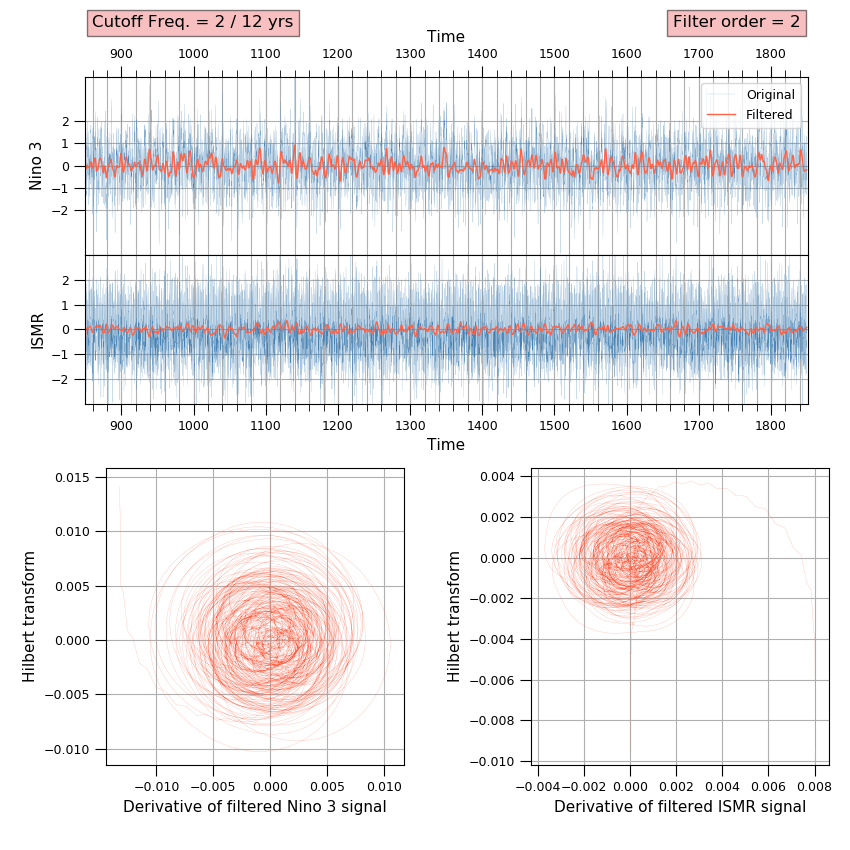 Cutoff Freq. = 2 / 12 yrs
Filter order = 2
Time
900 1000 1100 1200 1300 1400 1500 1600 1700 1800
Original
Filtered
Nino 3
2
1
0
−1
−2
ISMR
2
1
0
−1
−2
900 1000 1100 1200 1300 1400 1500 1600 1700 1800
Time
Hilbert transform
0.015
0.010
0.005
0.000
−0.005
−0.010
−0.010 −0.005 0.000 0.005 0.010
Derivative of filtered Nino 3 signal
Hilbert transform
0.004
0.002
0.000
−0.002
−0.004
−0.006
−0.008
−0.010
−0.004 −0.002 0.000 0.002 0.004 0.006 0.008
Derivative of filtered ISMR signal